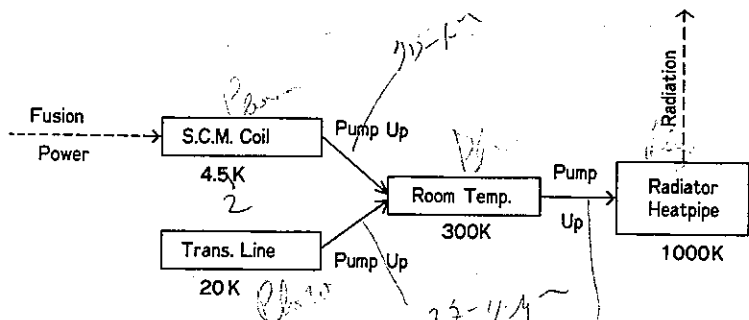 Fusion
Power
S.C.M. Coil
4.5K
2
Pump Up
Trans. Line
20K
Pump Up
Room Temp.
300K
Pump
Up
Radiation
Radiator
Heatpipe
1000K